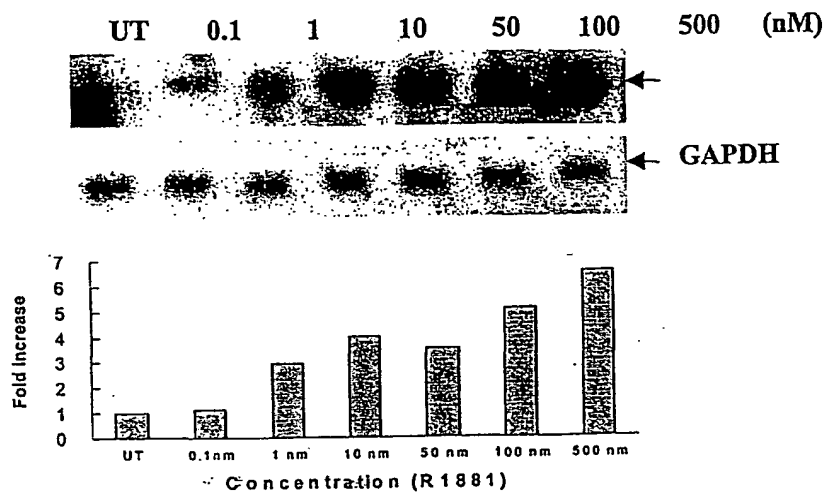 UT 0.1 1 10 50 100 500 (nM)
GAPDH
7
6
5
4
3
2
1
0
Fold Increase
UT 0.1nm 1 nm 10 nm 50 nm 100 nm 500 nm
Concentration (R1881)